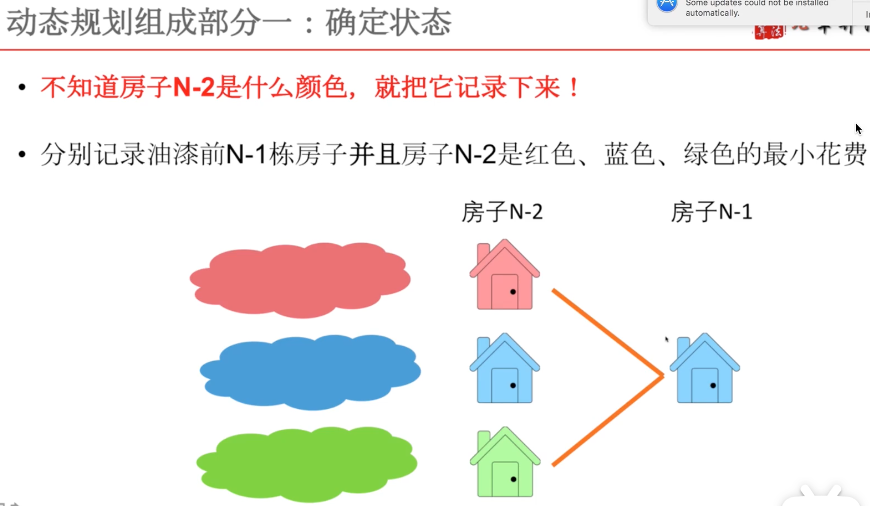 动态规划组成部分一：确定状态
Some updates could not be installed
automatically.
• 不知道房子N-2是什么颜色，就把它记录下来！
• 分别记录油漆前N-1栋房子并且房子N-2是红色、蓝色、绿色的最小花费
房子N-2
房子N-1